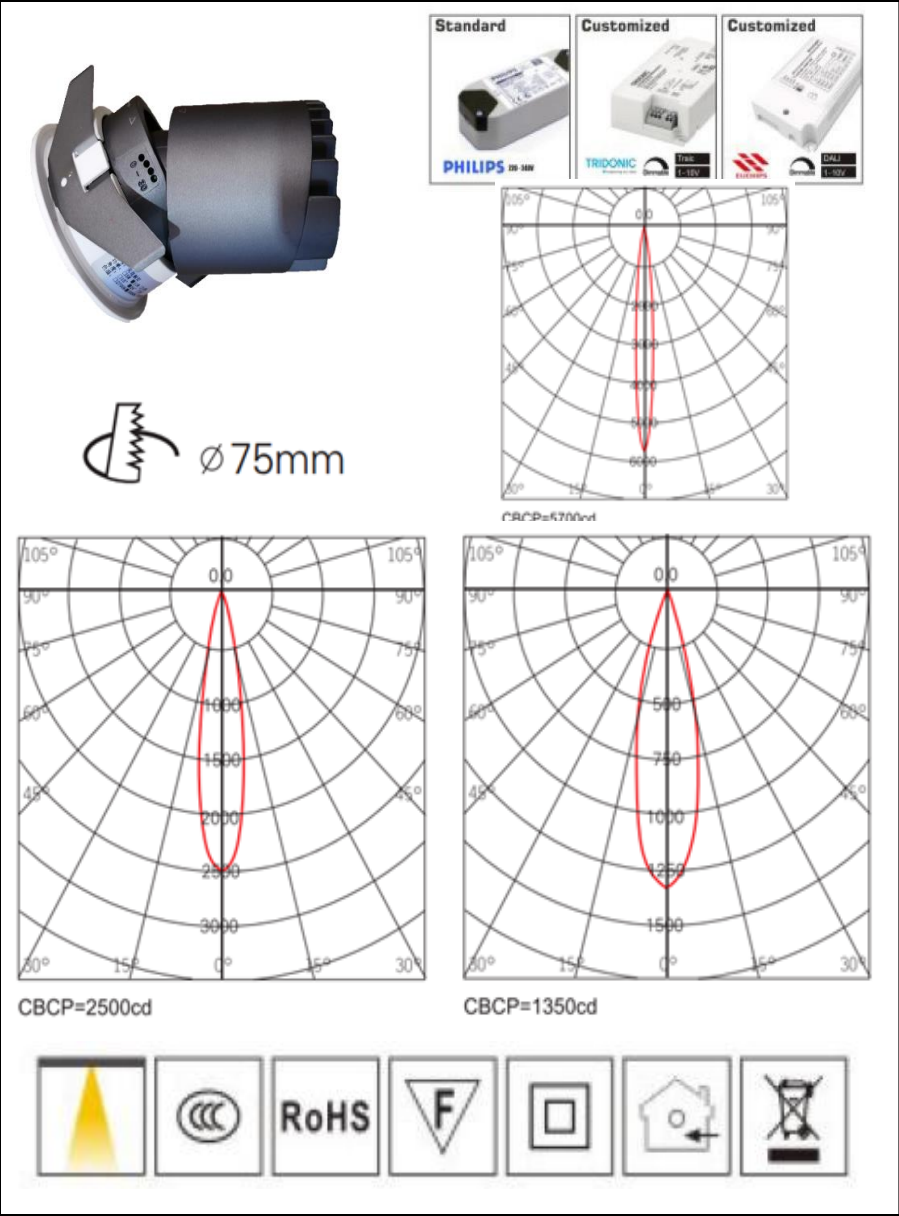 Standard
Customized
Customized
PHILIPS
TRIDONIC
Dimmable
1~10V
Dimmable
DALI
1~10V
105° 0.0 105°
90° 90°
75° 75°
60° 60°
45° 45°
2000
3000
4000
5000
6000
30° 15° 0° 15° 30°
CBCP=5700cd
⌀ 75mm
105° 0.0 105°
90° 90°
75° 75°
1000
60° 60°
1500
45° 45°
2000
2500
3000
30° 15° 0° 15° 30°
CBCP=2500cd
105° 0.0 105°
90° 90°
75° 75°
500
60° 60°
750
45° 45°
1000
1250
1500
30° 15° 0° 15° 30°
CBCP=1350cd
CCC
RoHS
F